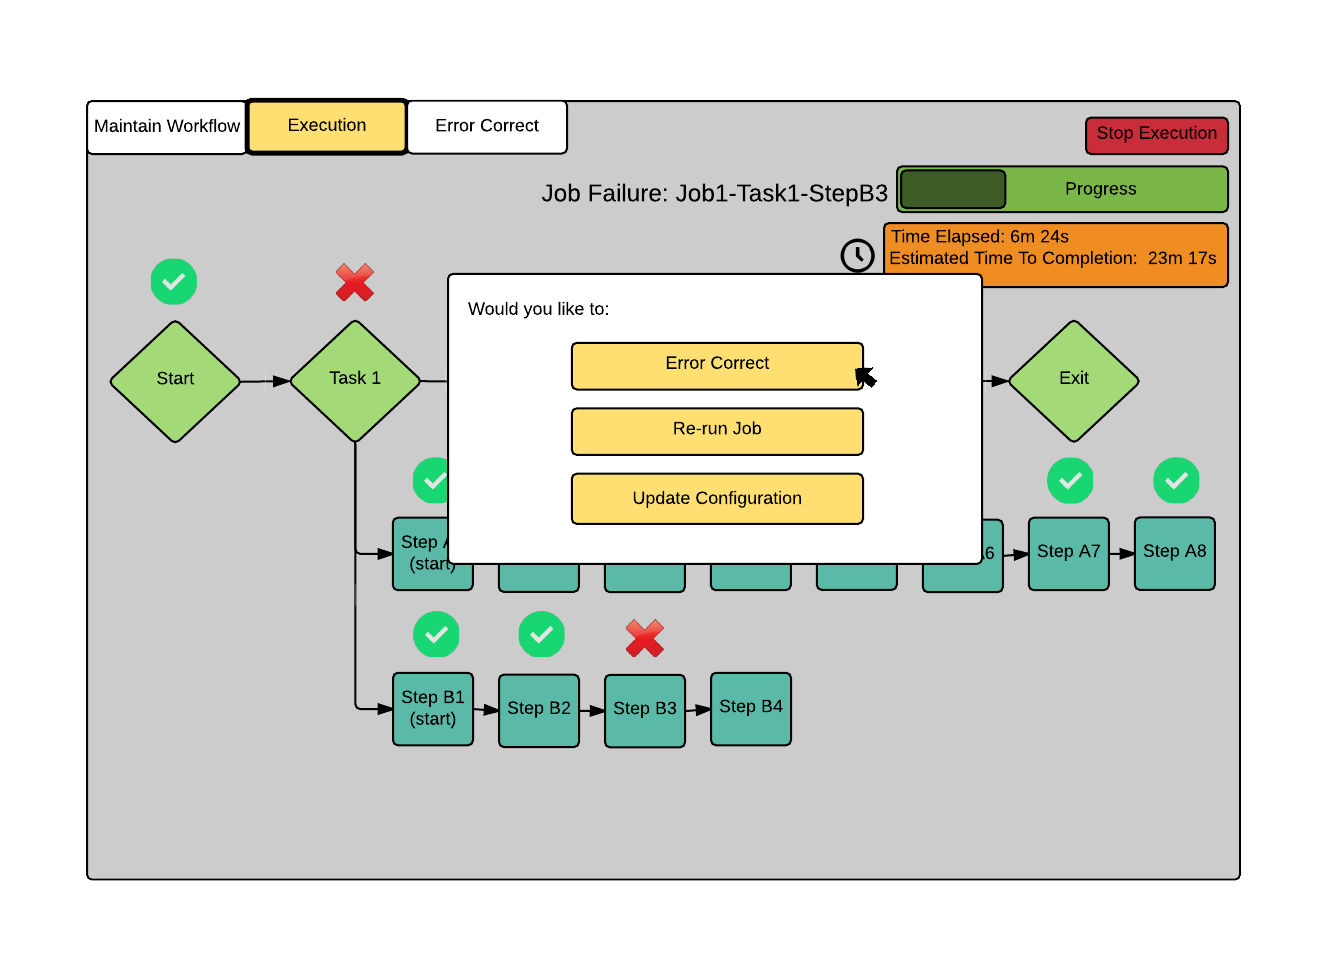 Maintain Workflow
Execution
Error Correct
Stop Execution
Job Failure: Job1-Task1-StepB3
Progress
Time Elapsed: 6m 24s
Estimated Time To Completion: 23m 17s
Would you like to:
Error Correct
Re-run Job
Update Configuration
Start
Task 1
Exit
Step
(start)
6
Step A7
Step A8
Step B1
(start)
Step B2
Step B3
Step B4